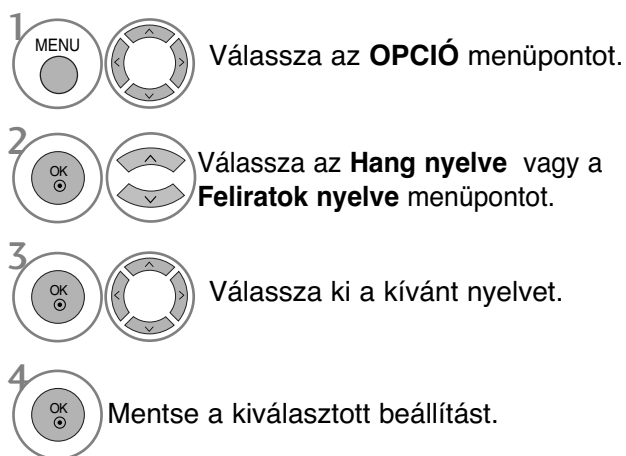 1
MENU
Válassza az OPCIÓ menüpontot.
2
OK
Válassza az Hang nyelve vagy a
Feliratok nyelve menüpontot.
3
OK
Válassza ki a kívánt nyelvet.
4
OK
Mentse a kiválasztott beállítást.